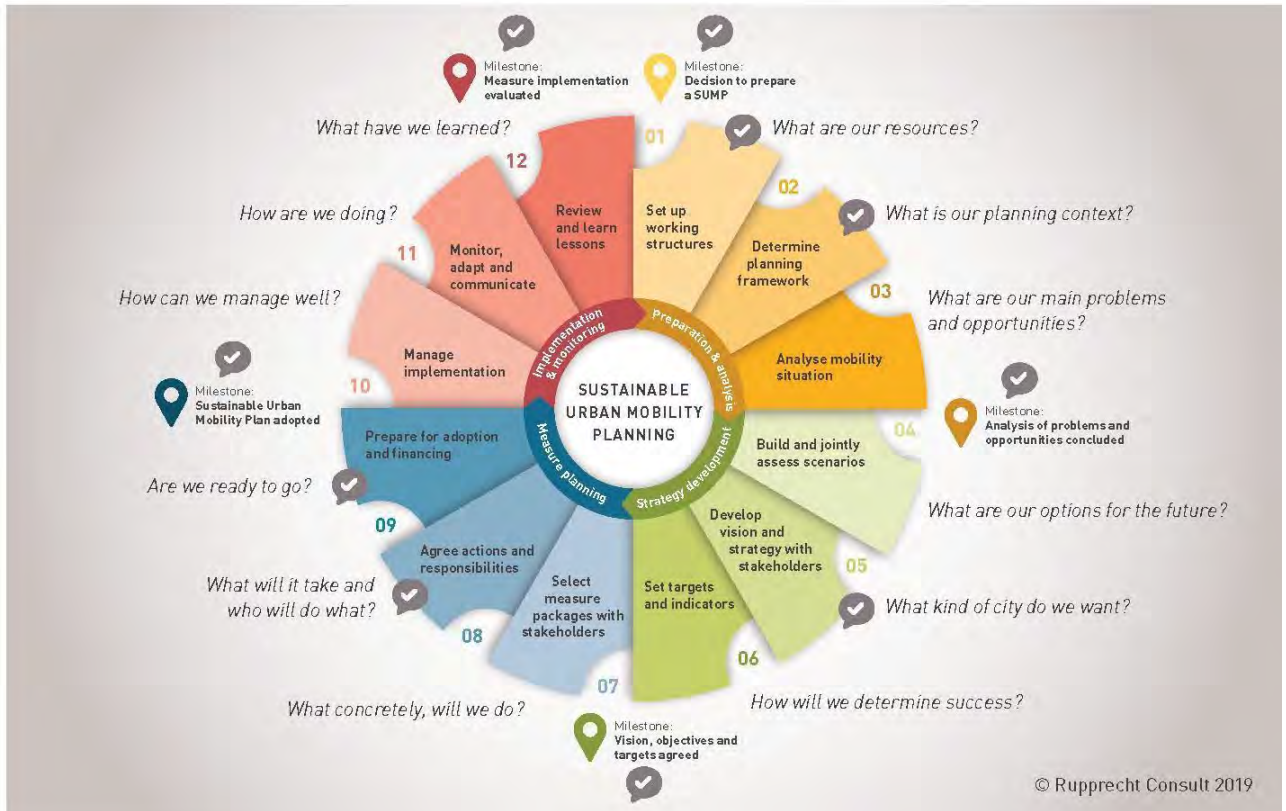 Milestone:
Measure implementation
evaluated
Milestone:
Decision to prepare
a SUMP
What have we learned?
What are our resources?
How are we doing?
What is our planning context?
How can we manage well?
What are our main problems
and opportunities?
01
Set up
working
structures
02
Determine
planning
framework
03
Analyse mobility
situation
Milestone:
Analysis of problems and
opportunities concluded
04
Build and jointly
assess scenarios
What are our options for the future?
05
Develop
vision and
strategy with
stakeholders
What kind of city do we want?
06
Set targets
and indicators
How will we determine success?
Milestone:
Vision, objectives and
targets agreed
07
Select
measure
packages with
stakeholders
What concretely, will we do?
08
Agree actions and
responsibilities
What will it take and
who will do what?
09
Prepare for adoption
and financing
Are we ready to go?
Milestone:
Sustainable Urban
Mobility Plan adopted
10
Manage
implementation
11
Monitor,
adapt and
communicate
12
Review
and learn
lessons
Implementation
& monitoring
Preparation & analysis
Strategy development
Measure planning
SUSTAINABLE
URBAN MOBILITY
PLANNING
© Rupprecht Consult 2019